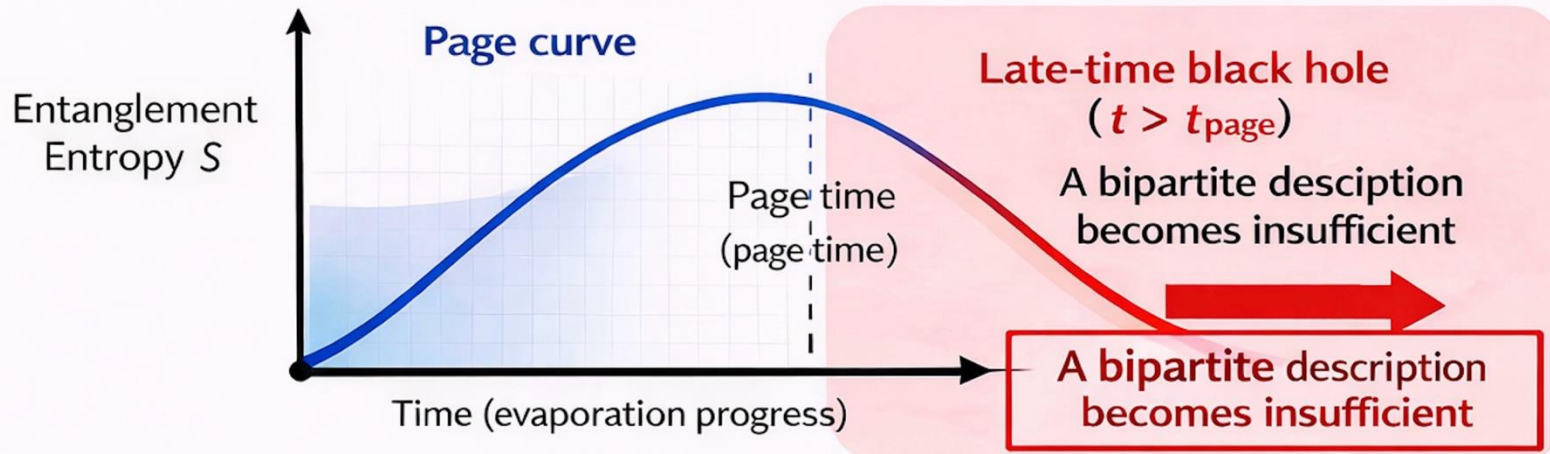 Page curve
Entanglement
Entropy S
Late-time black hole
(t > tpage)
A bipartite desciption
becomes insufficient
Page time
(page time)
A bipartite description
becomes insufficient
Time (evaporation progress)